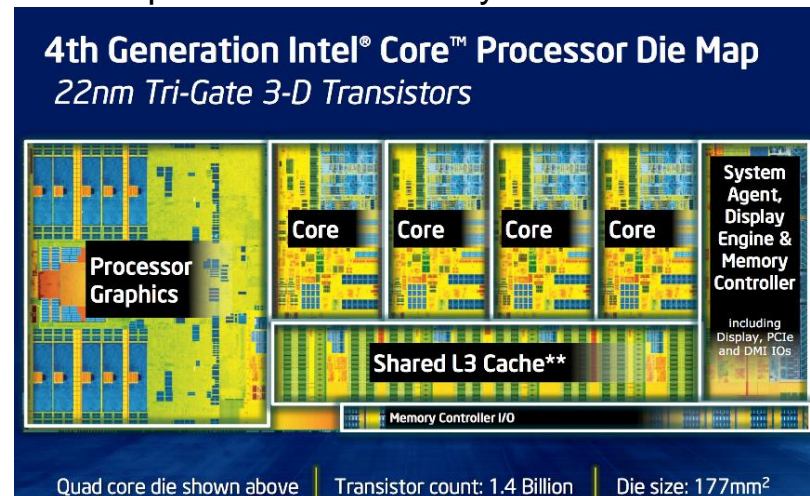 4th Generation Intel® Core™ Processor Die Map
22nm Tri-Gate 3-D Transistors
Processor
Graphics
Core
Core
Core
Core
System
Agent,
Display
Engine &
Memory
Controller
including
Display, PCIe
and DMI IOs
Shared L3 Cache**
Memory Controller I/O
Quad core die shown above
Transistor count: 1.4 Billion
Die size: 177mm²